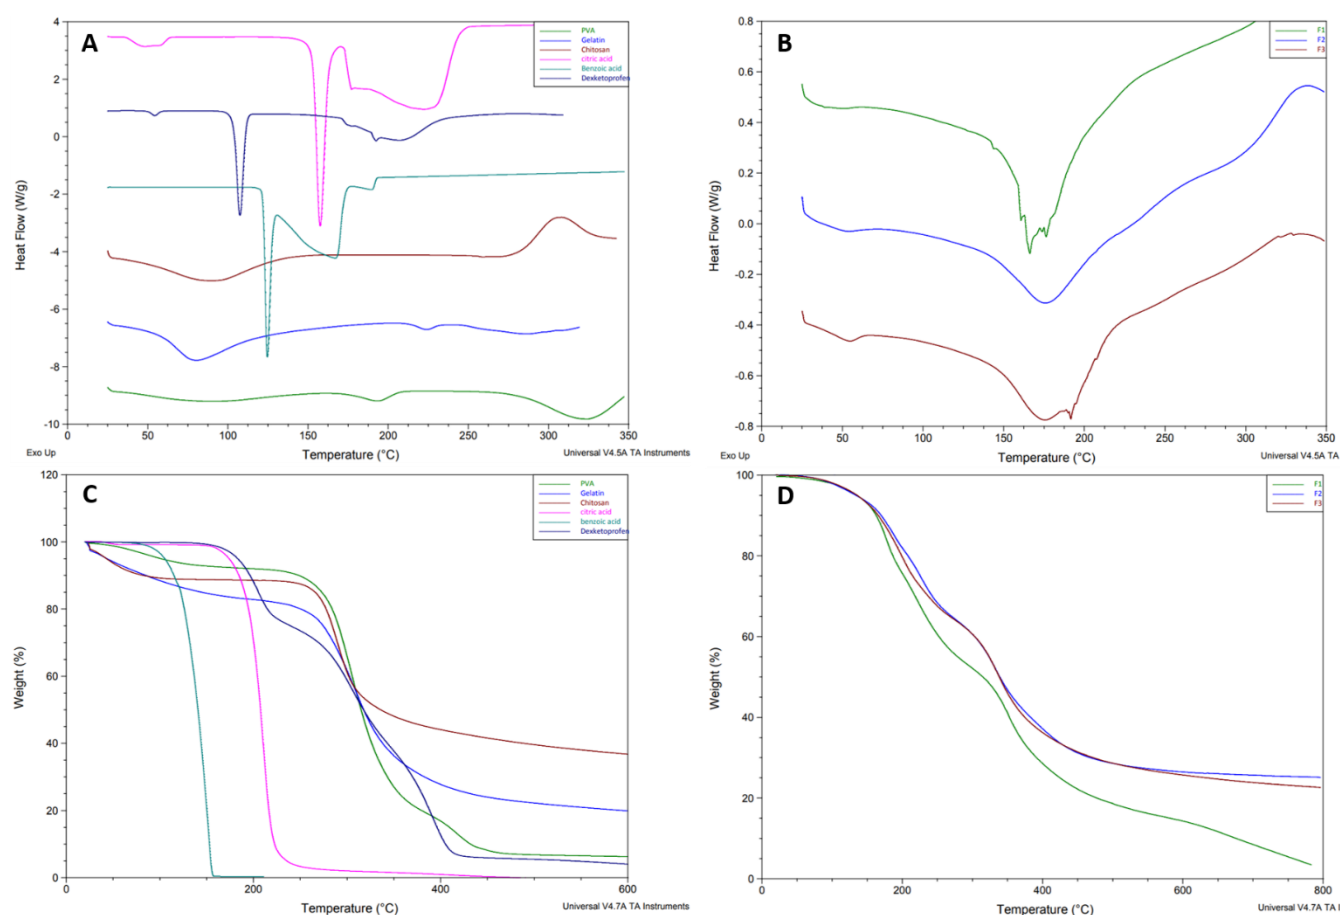 A
PVA
Gelatin
Chitosan
citric acid
Benzoic acid
Dexketoprofen
4
2
0
-2
-4
-6
-8
-10
Heat Flow (W/g)
0
50
100
150
200
250
300
350
Exo Up
Temperature (°C)
Universal V4.5A TA Instruments
B
F1
F2
F3
0.8
0.6
0.4
0.2
0.0
-0.2
-0.4
-0.6
-0.8
Heat Flow (W/g)
0
50
100
150
200
250
300
350
Exo Up
Temperature (°C)
Universal V4.5A TA
C
PVA
Gelatin
Chitosan
citric acid
benzoic acid
Dexketoprofen
120
100
80
60
40
20
0
Weight (%)
0
200
400
600
Temperature (°C)
Universal V4.7A TA Instruments
D
F1
F2
F3
100
80
60
40
20
0
Weight (%)
0
200
400
600
800
Temperature (°C)
Universal V4.7A TA I